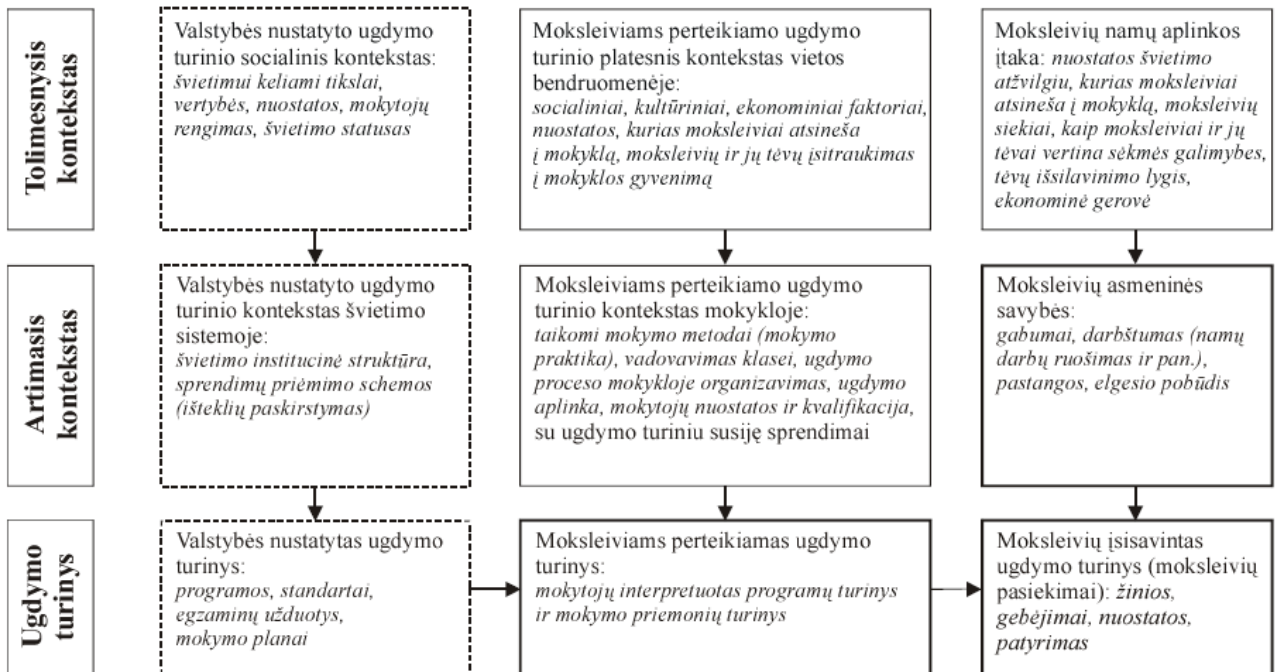 Tolimesnysis
kontekstas
Valstybės nustatyto ugdymo
turinio socialinis kontekstas:
švietimui keliami tikslai,
vertybės, nuostatos, mokytojų
rengimas, švietimo statusas
Moksleiviams perteikiamo ugdymo
turinio platesnis kontekstas vietos
bendruomenėje:
socialiniai, kultūriniai, ekonominiai faktoriai,
nuostatos, kurias moksleiviai atsineša
į mokyklą, moksleivių ir jų tėvų įsitraukimas
į mokyklos gyvenimą
Moksleivių namų aplinkos
įtaka: nuostatos švietimo
atžvilgiu, kurias moksleiviai
atsineša į mokyklą, moksleivių
siekiai, kaip moksleiviai ir jų
tėvai vertina sėkmės galimybes,
tėvų išsilavinimo lygis,
ekonominė gerovė
Artimasis
kontekstas
Valstybės nustatyto ugdymo
turinio kontekstas švietimo
sistemoje:
švietimo institucinė struktūra,
sprendimų priėmimo schemos
(išteklių paskirstymas)
Moksleiviams perteikiamo ugdymo
turinio kontekstas mokykloje:
taikomi mokymo metodai (mokymo
praktika), vadovavimas klasei, ugdymo
proceso mokykloje organizavimas, ugdymo
aplinka, mokytojų nuostatos ir kvalifikacija,
su ugdymo turiniu susiję sprendimai
Moksleivių asmeninės
savybės:
gabumai, darbštumas (namų
darbų ruošimas ir pan.),
pastangos, elgesio pobūdis
Ugdymo
turinys
Valstybės nustatytas ugdymo
turinys:
programos, standartai,
egzaminų užduotys,
mokymo planai
Moksleiviams perteikiamas ugdymo
turinys:
mokytojų interpretuotas programų turinys
ir mokymo priemonių turinys
Moksleivių įsisavintas
ugdymo turinys (moksleivių
pasiekimai): žinios,
gebėjimai, nuostatos,
patyrimas